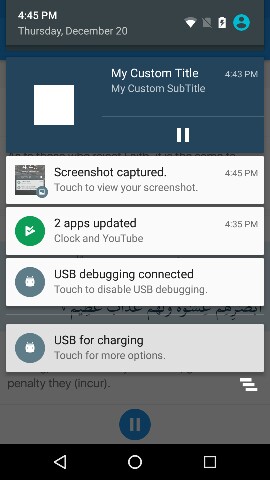 4:45 PM
Thursday, December 20
My Custom Title 4:43 PM
My Custom SubTitle
Screenshot captured. 4:45 PM
Touch to view your screenshot.
2 apps updated 4:35 PM
Clock and YouTube
USB debugging connected
Touch to disable USB debugging.
USB for charging
Touch for more options.
penalty they (incur).